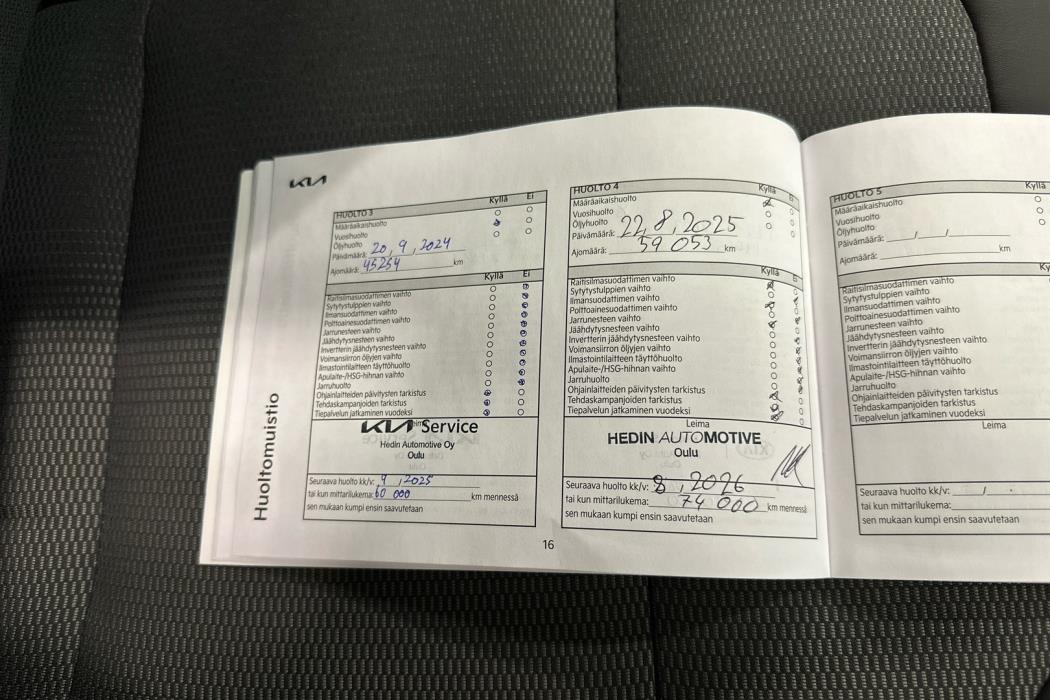 KIA
Huoltomuistio
HUOLTO 3
Kyllä Ei
Määräaikaishuolto
Vuosihuolto
Öljyhuolto
Päivämäärä: 20, 9, 2024
Ajomäärä: 45254 km
Kyllä Ei
Raitisilmasuodattimen vaihto
Sytytystulppien vaihto
Ilmansuodattimen vaihto
Polttoainesuodattimen vaihto
Jarrunesteen vaihto
Jäähdytysnesteen vaihto
Invertterin jäähdytysnesteen vaihto
Voimansiirron öljyjen vaihto
Ilmastointilaitteen täyttöhuolto
Apulaite-/HSG-hihnan vaihto
Jarruhuolto
Ohjainlaitteiden päivitysten tarkistus
Tehdaskampanjoiden tarkistus
Tiepalvelun jatkaminen vuodeksi
KIA Service
Hedin Automotive Oy
Oulu
Seuraava huolto kk/v: 9, 2025
tai kun mittarilukema: 60 000 km mennessä
sen mukaan kumpi ensin saavutetaan
HUOLTO 4
Kyllä
Määräaikaishuolto
Vuosihuolto
Öljyhuolto
Päivämäärä: 22, 8, 2025
Ajomäärä: 59 053 km
Kyllä
Raitisilmasuodattimen vaihto
Sytytystulppien vaihto
Ilmansuodattimen vaihto
Polttoainesuodattimen vaihto
Jarrunesteen vaihto
Jäähdytysnesteen vaihto
Invertterin jäähdytysnesteen vaihto
Voimansiirron öljyjen vaihto
Ilmastointilaitteen täyttöhuolto
Apulaite-/HSG-hihnan vaihto
Jarruhuolto
Ohjainlaitteiden päivitysten tarkistus
Tehdaskampanjoiden tarkistus
Tiepalvelun jatkaminen vuodeksi
Leima
HEDIN AUTOMOTIVE
Oulu
Seuraava huolto kk/v: 8, 2026
tai kun mittarilukema: 74 000 km mennessä
sen mukaan kumpi ensin saavutetaan
HUOLTO 5
Kyllä
Määräaikaishuolto
Vuosihuolto
Öljyhuolto
Päivämäärä: / /
Ajomäärä: km
Ky
Raitisilmasuodattimen vaihto
Sytytystulppien vaihto
Ilmansuodattimen vaihto
Polttoainesuodattimen vaihto
Jarrunesteen vaihto
Jäähdytysnesteen vaihto
Invertterin jäähdytysnesteen vaihto
Voimansiirron öljyjen vaihto
Ilmastointilaitteen täyttöhuolto
Apulaite-/HSG-hihnan vaihto
Jarruhuolto
Ohjainlaitteiden päivitysten tarkistus
Tehdaskampanjoiden tarkistus
Tiepalvelun jatkaminen vuodeksi
Leima
Seuraava huolto kk/v: /
tai kun mittarilukema:
sen mukaan kumpi ensin saavutetaan
16